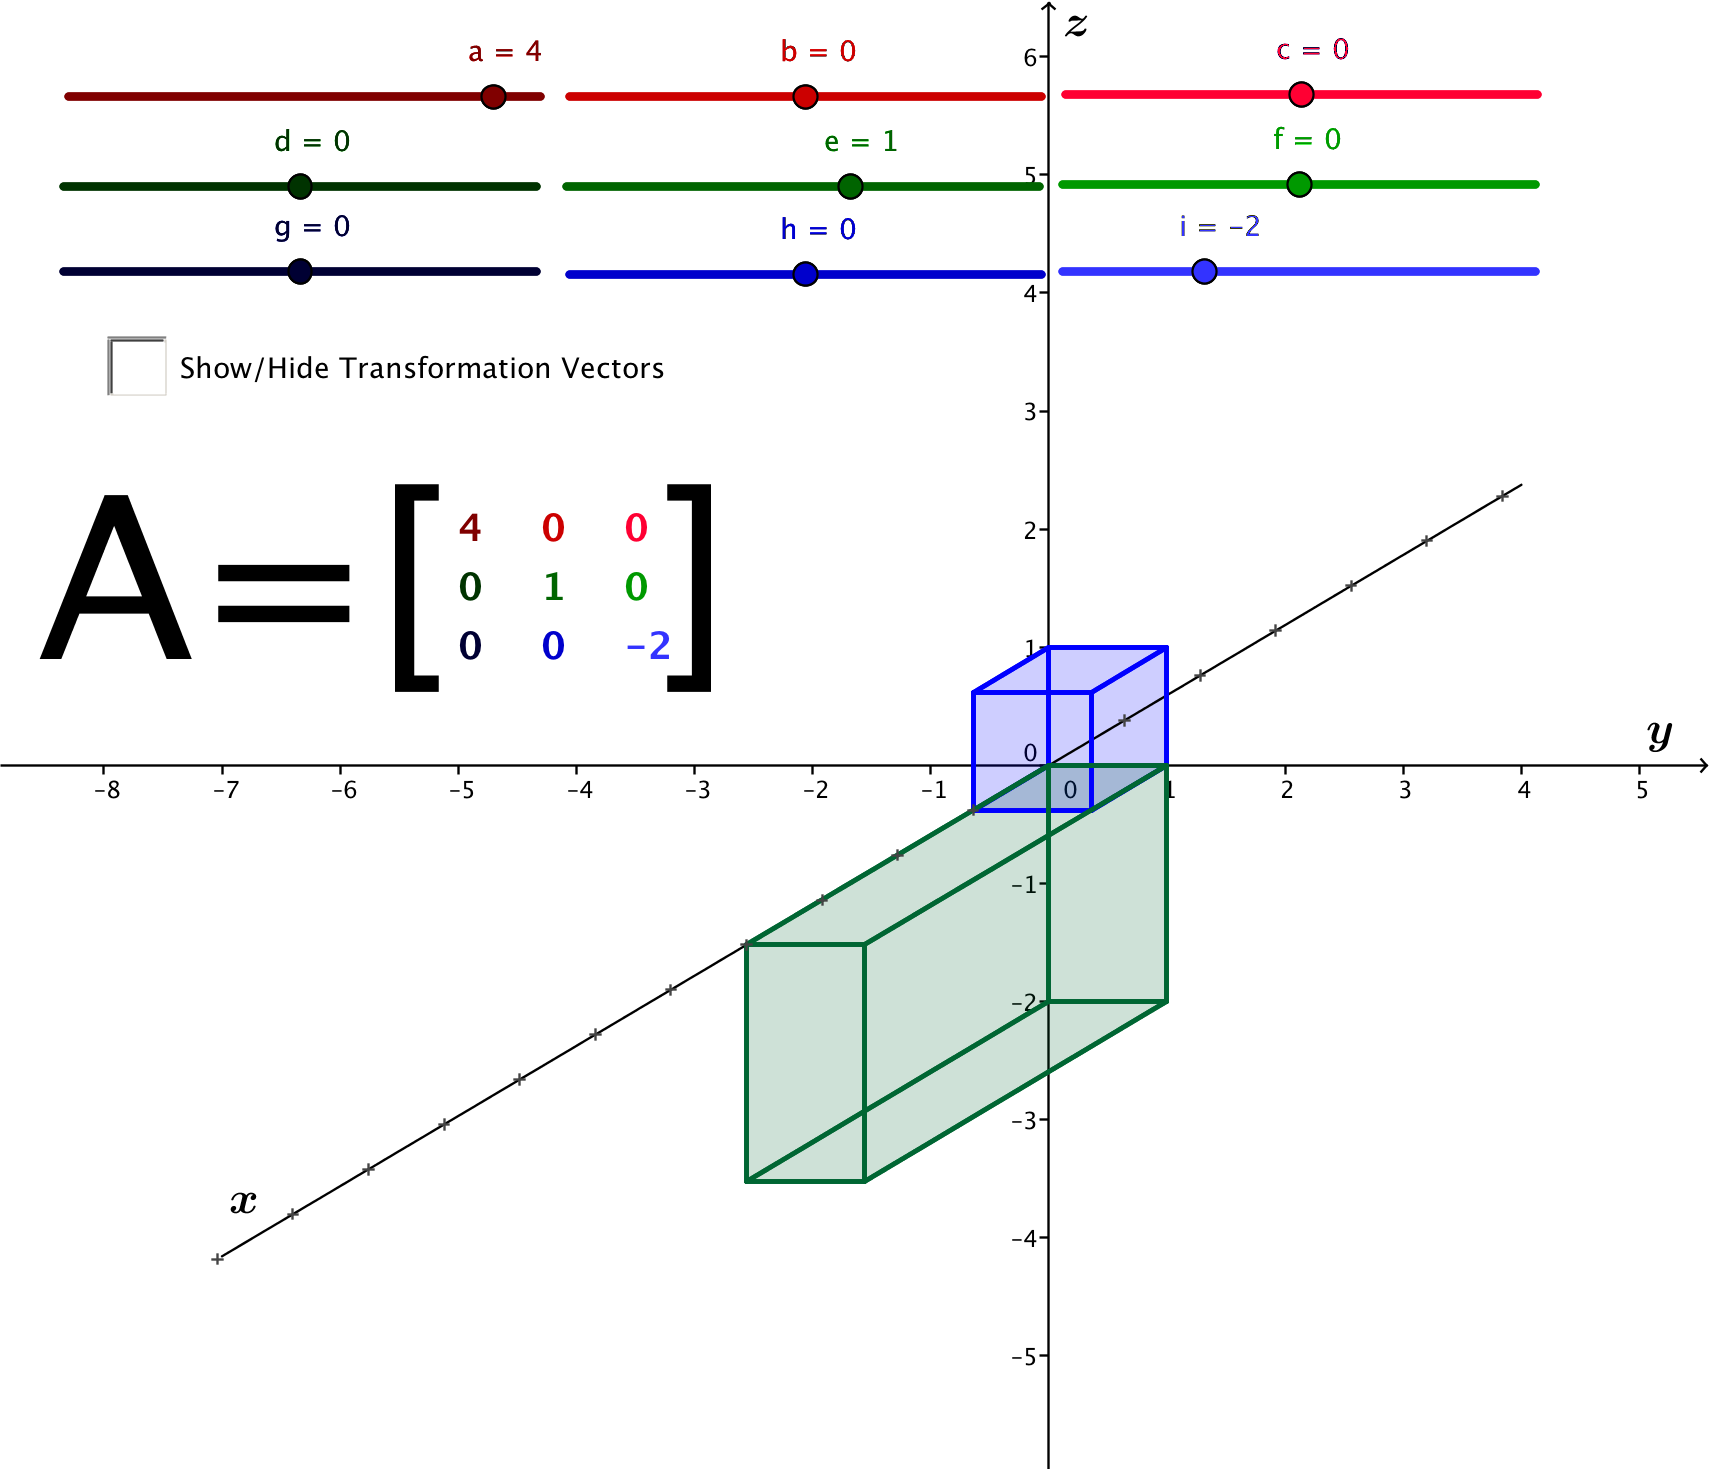 a = 4 b = 0 c = 0
d = 0 e = 1 f = 0
g = 0 h = 0 i = -2
Show/Hide Transformation Vectors
A = [
4 0 0
0 1 0
0 0 -2
]
z
6
5
4
3
2
1
0
y
-8 -7 -6 -5 -4 -3 -2 -1 0 1 2 3 4 5
-1
-2
-3
x
-4
-5